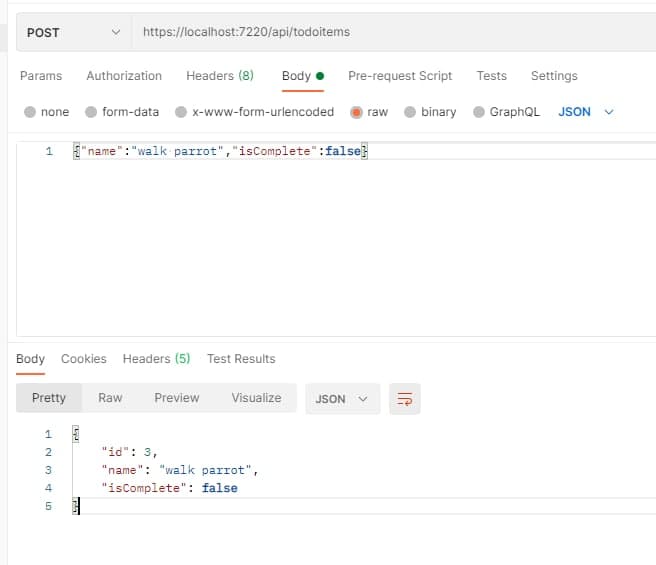 POST https://localhost:7220/api/todoitems
Params Authorization Headers (8) Body Pre-request Script Tests Settings
none form-data x-www-form-urlencoded raw binary GraphQL JSON
1 {"name":"walk parrot","isComplete":false}
Body Cookies Headers (5) Test Results
Pretty Raw Preview Visualize JSON
1 {
2 "id": 3,
3 "name": "walk parrot",
4 "isComplete": false
5 }